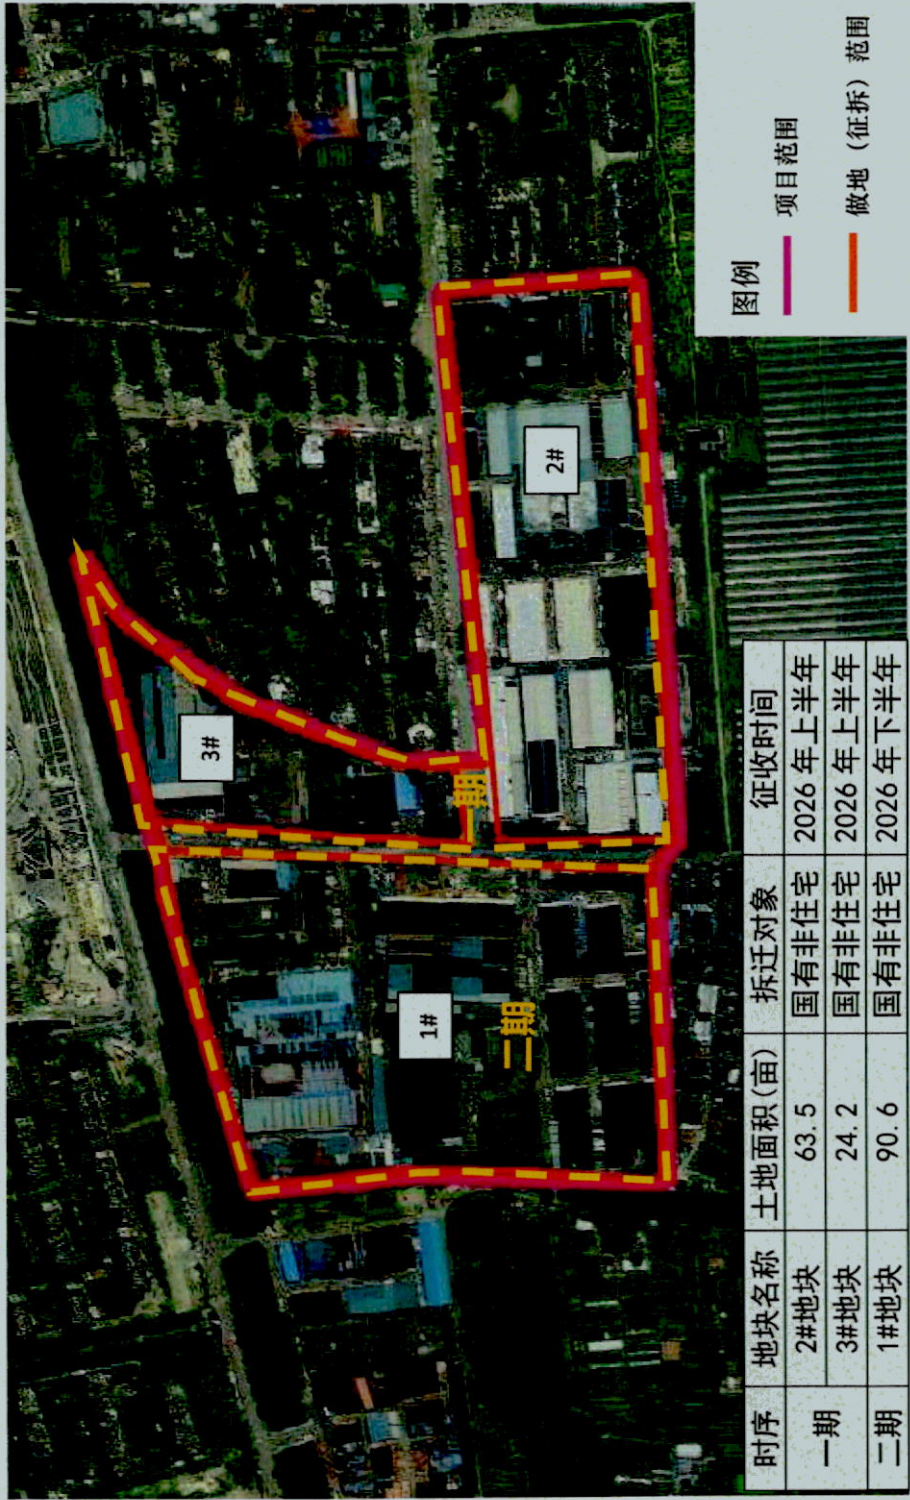 3#
2#
一期
1#
二期
图例
项目范围
做地（征拆）范围
时序 地块名称 土地面积(亩) 拆迁对象 征收时间
一期 2#地块 63.5 国有非住宅 2026年上半年
3#地块 24.2 国有非住宅 2026年上半年
二期 1#地块 90.6 国有非住宅 2026年下半年